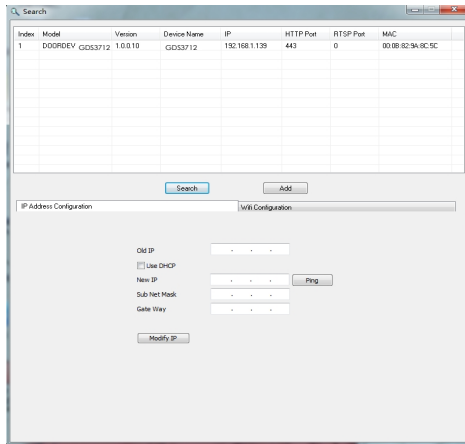 Search
Index Model Version Device Name IP HTTP Port RTSP Port MAC
1 DOORDEV GDS3712 1.0.0.10 GDS3712 192.168.1.139 443 0 00:0B:82:9A:8C:5C
Search Add
IP Address Configuration Wifi Configuration
Old IP . . .
Use DHCP
New IP . . . Ping
Sub Net Mask . . .
Gate Way . . .
Modify IP